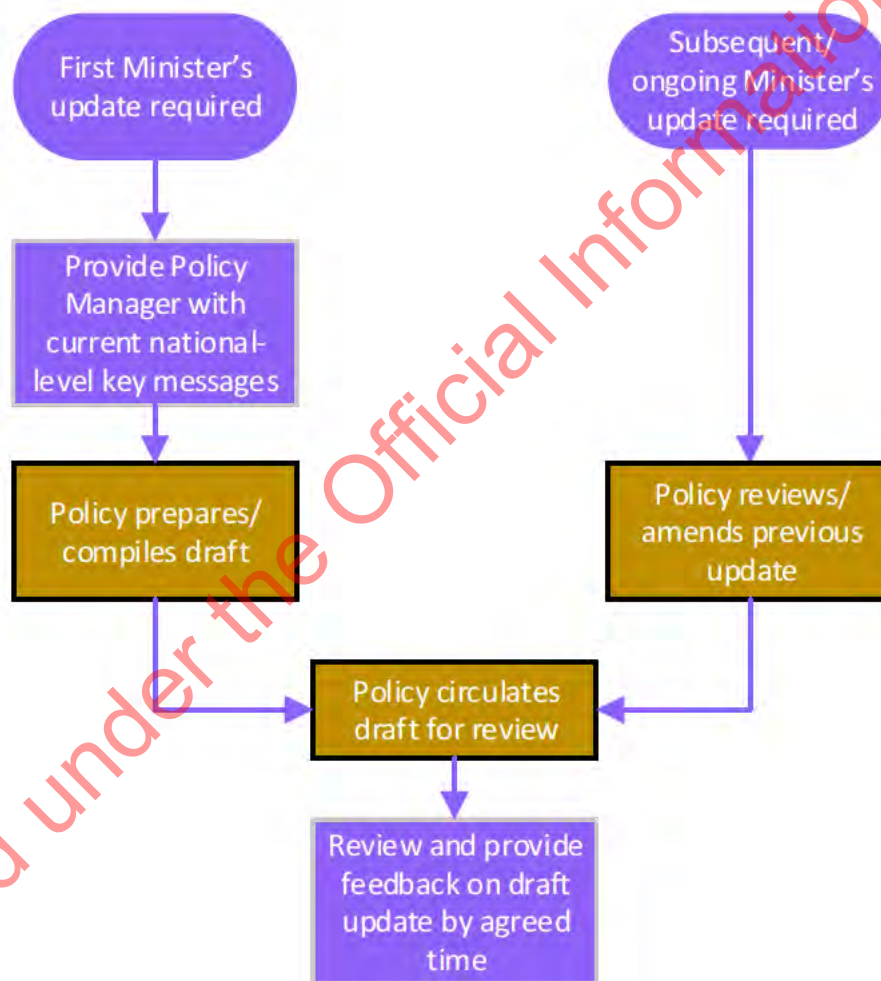 First Minister's
update required
Subsequent/
ongoing Minister's
update required
Provide Policy
Manager with
current national-
level key messages
Policy prepares/
compiles draft
Policy reviews/
amends previous
update
Policy circulates
draft for review
Review and provide
feedback on draft
update by agreed
time
under the Official Information